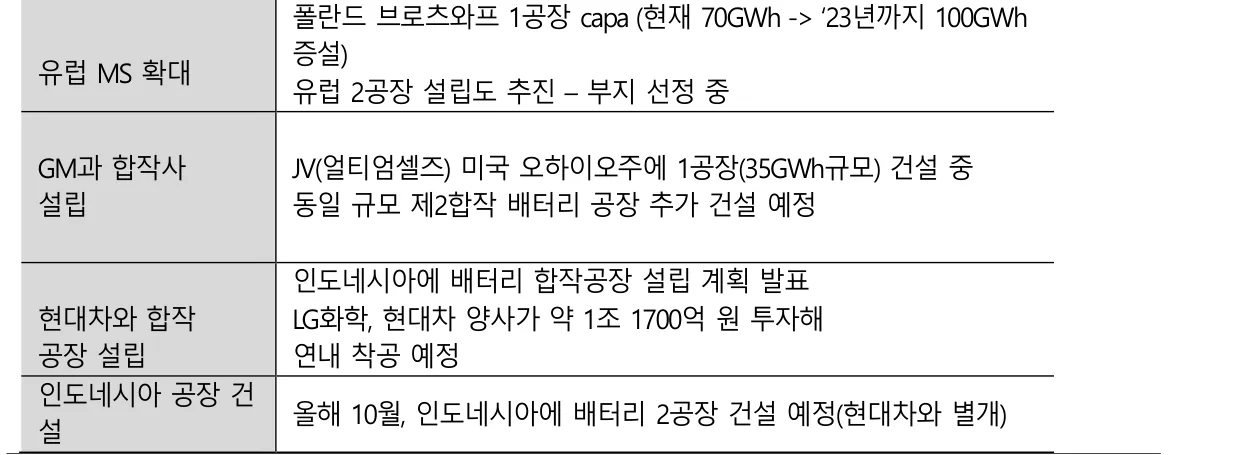 유럽 MS 확대
폴란드 브로츠와프 1공장 capa (현재 70GWh -> ‘23년까지 100GWh
증설)
유럽 2공장 설립도 추진 – 부지 선정 중
GM과 합작사
설립
JV(얼티엄셀즈) 미국 오하이오주에 1공장(35GWh규모) 건설 중
동일 규모 제2합작 배터리 공장 추가 건설 예정
현대차와 합작
공장 설립
인도네시아에 배터리 합작공장 설립 계획 발표
LG화학, 현대차 양사가 약 1조 1700억 원 투자해
연내 착공 예정
인도네시아 공장 건
설
올해 10월, 인도네시아에 배터리 2공장 건설 예정(현대차와 별개)